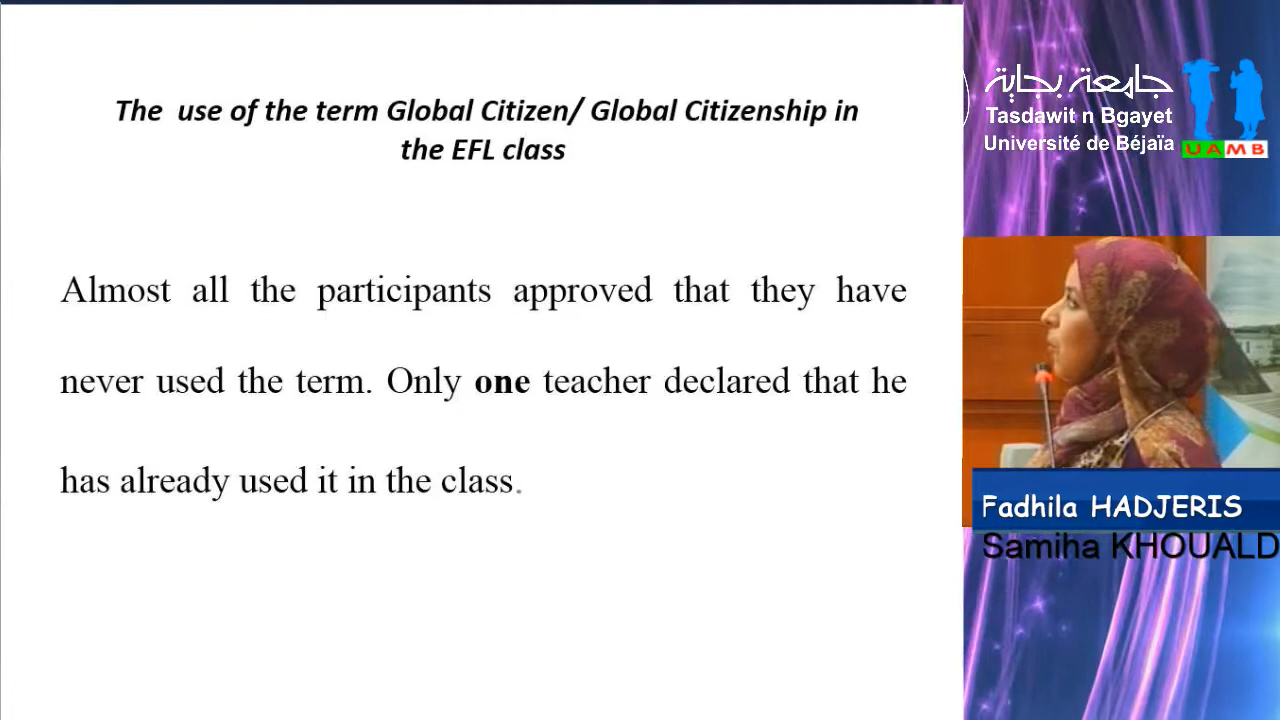 The use of the term Global Citizen/ Global Citizenship in
the EFL class
Almost all the participants approved that they have
never used the term. Only one teacher declared that he
has already used it in the class.
جامعة بجاية
Tasdawit n Bgayet
Université de Béjaïa
UAMB
Fadhila HADJERIS
Samiha KHOUALD